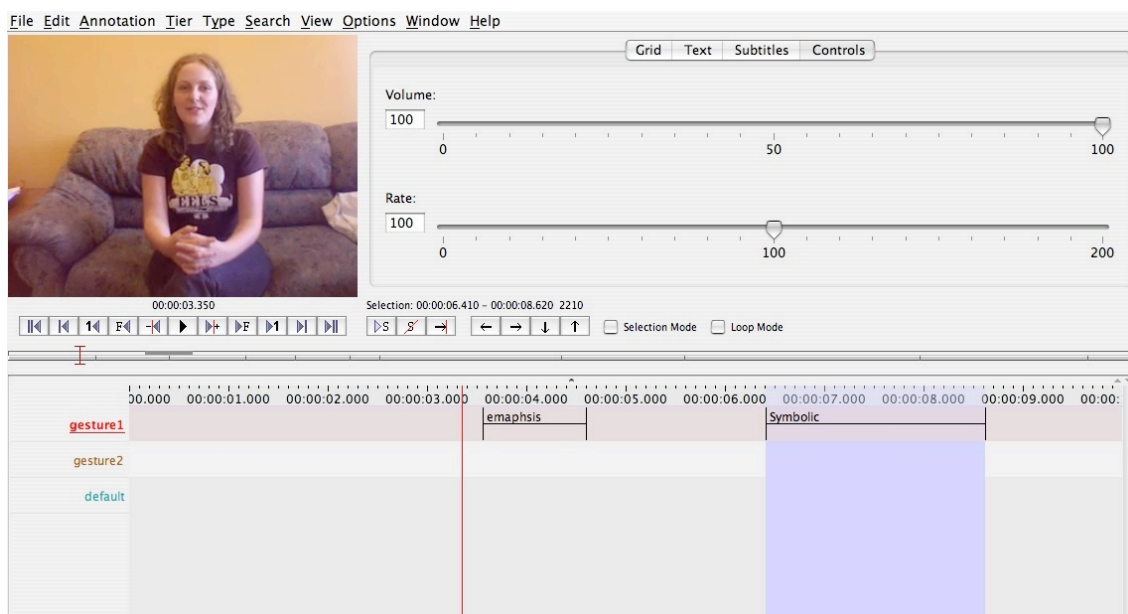 File Edit Annotation Tier Type Search View Options Window Help
Grid Text Subtitles Controls
Volume:
100
0 50 100
Rate:
100
0 100 200
EELS
00:00:03.350
Selection: 00:00:06.410 - 00:00:08.620 2210
1 F + F 1 S S Selection Mode Loop Mode
00.000 00:00:01.000 00:00:02.000 00:00:03.000 00:00:04.000 00:00:05.000 00:00:06.000 00:00:07.000 00:00:08.000 00:00:09.000 00:00:
gesture1 emaphsis Symbolic
gesture2
default